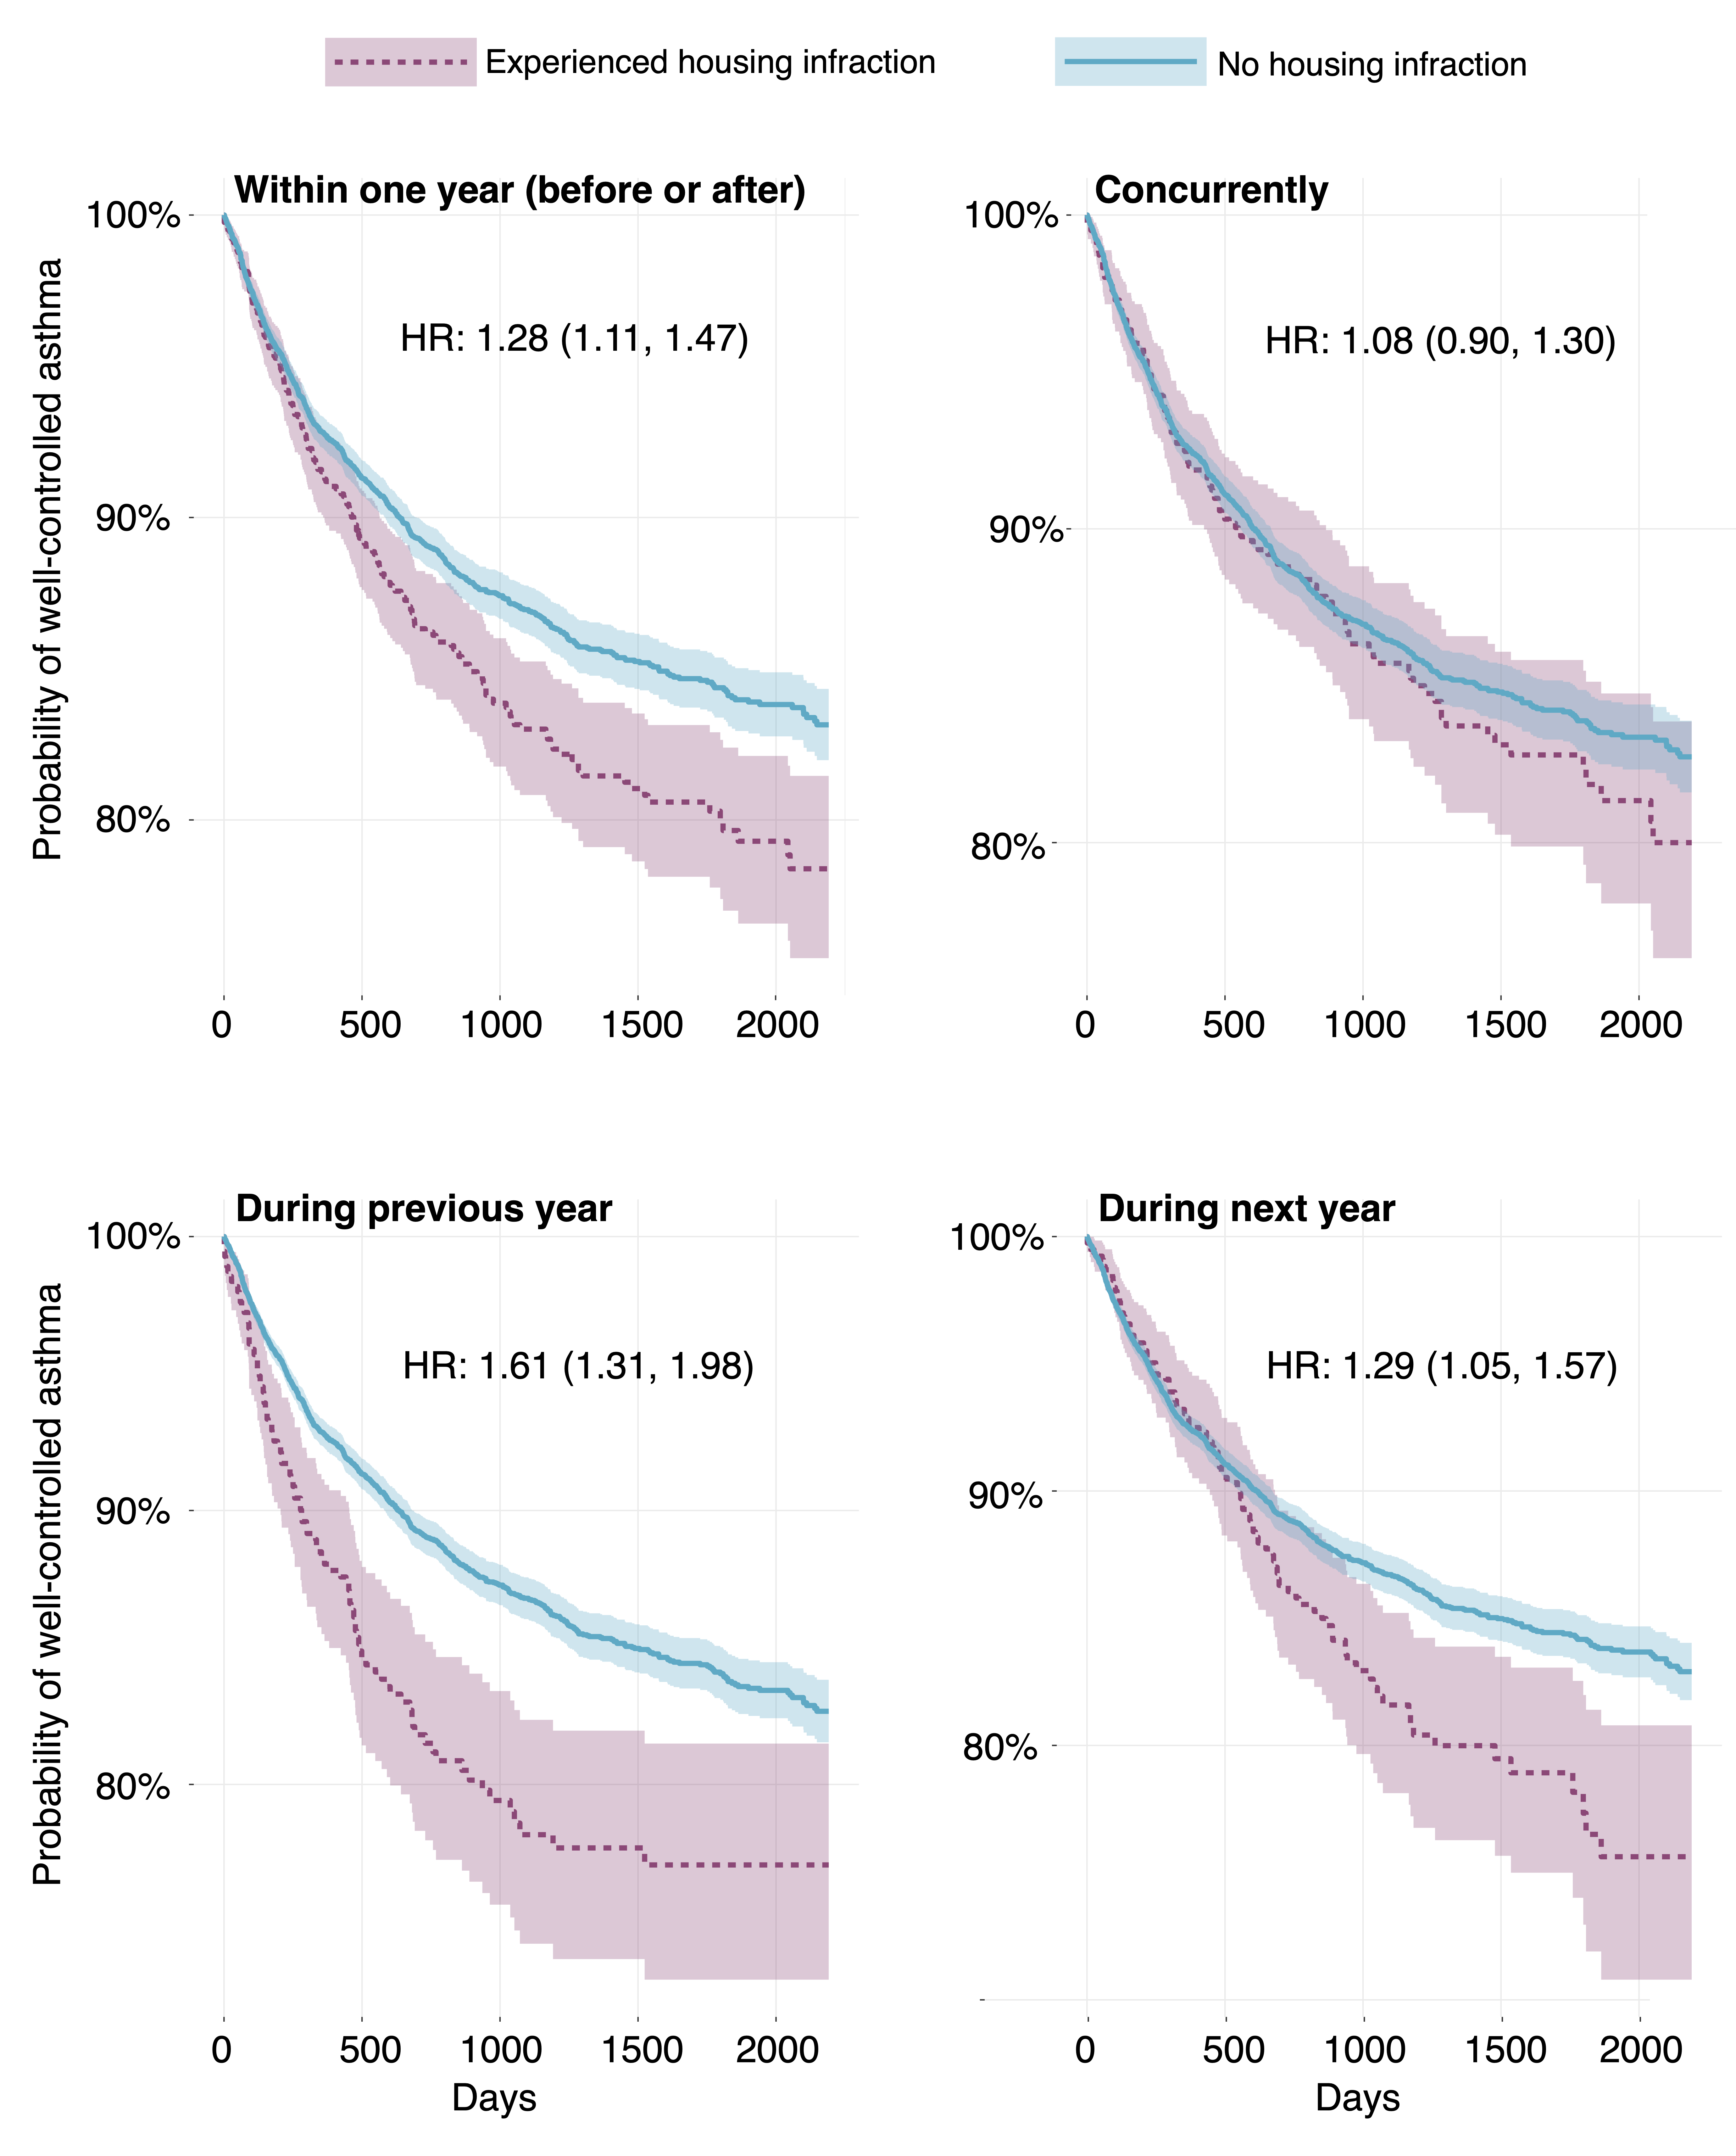 Experienced housing infraction
No housing infraction
Within one year (before or after)
100%
90%
80%
Probability of well-controlled asthma
HR: 1.28 (1.11, 1.47)
0 500 1000 1500 2000
Concurrently
100%
90%
80%
HR: 1.08 (0.90, 1.30)
0 500 1000 1500 2000
During previous year
100%
90%
80%
Probability of well-controlled asthma
HR: 1.61 (1.31, 1.98)
0 500 1000 1500 2000
Days
During next year
100%
90%
80%
HR: 1.29 (1.05, 1.57)
0 500 1000 1500 2000
Days